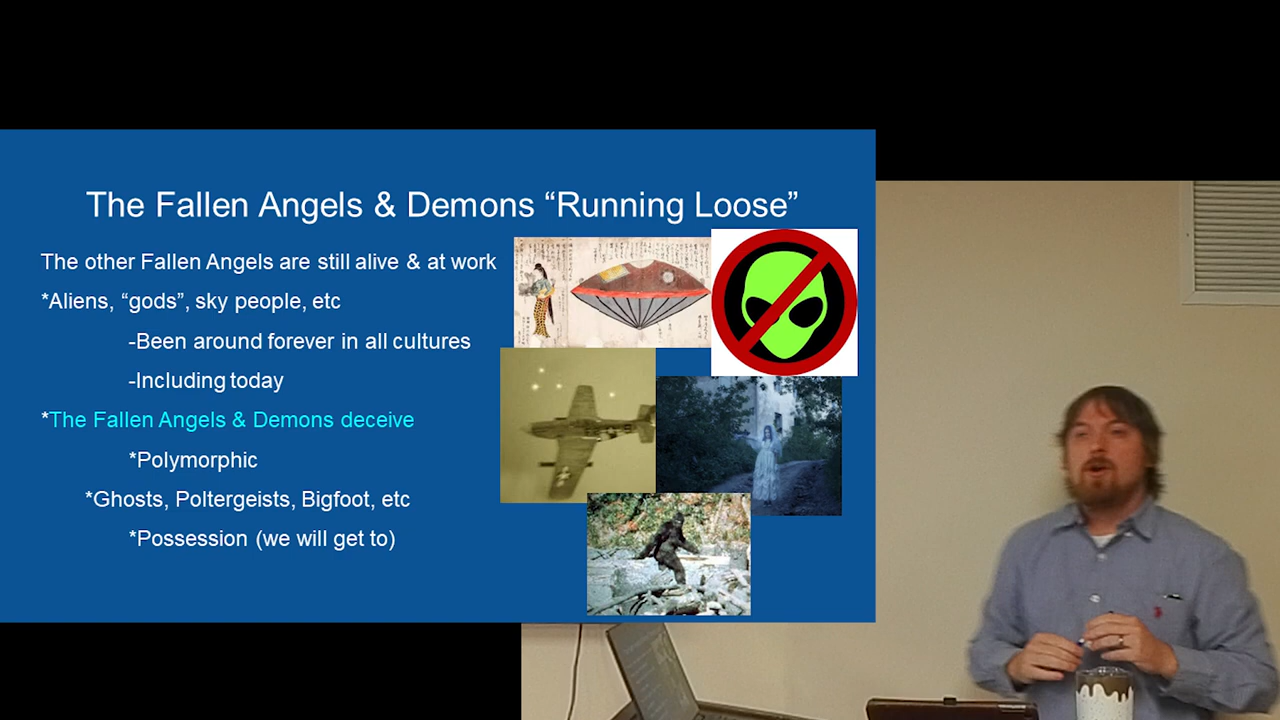 The Fallen Angels & Demons “Running Loose”
The other Fallen Angels are still alive & at work
*Aliens, “gods”, sky people, etc
-Been around forever in all cultures
-Including today
*The Fallen Angels & Demons deceive
*Polymorphic
*Ghosts, Poltergeists, Bigfoot, etc
*Possession (we will get to)